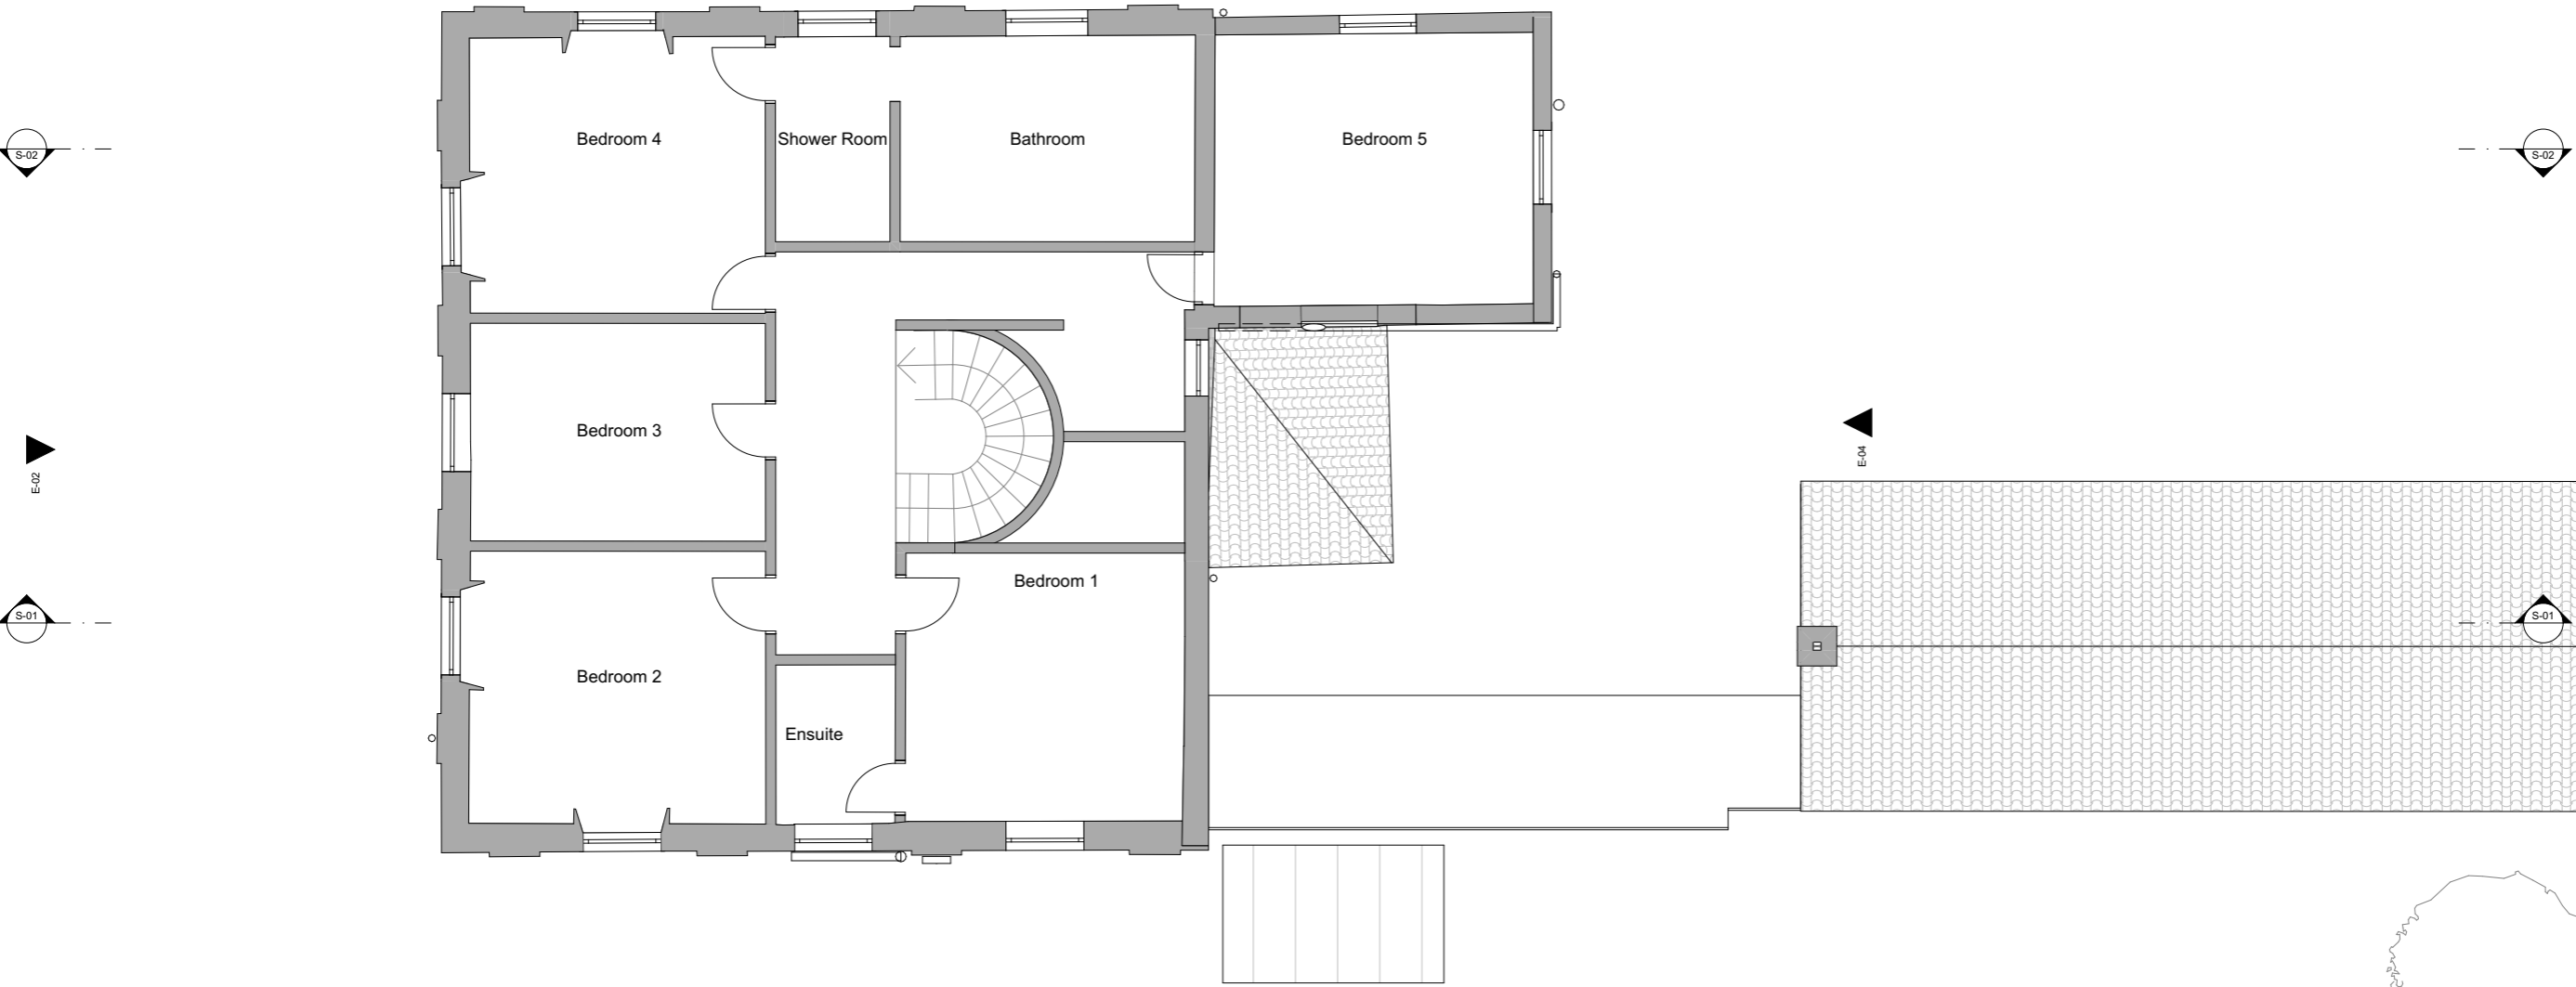 Bedroom 4
Shower Room
Bathroom
Bedroom 5
S-02
S-02
Bedroom 3
E-02
E-04
Bedroom 1
S-01
S-01
Bedroom 2
Ensuite